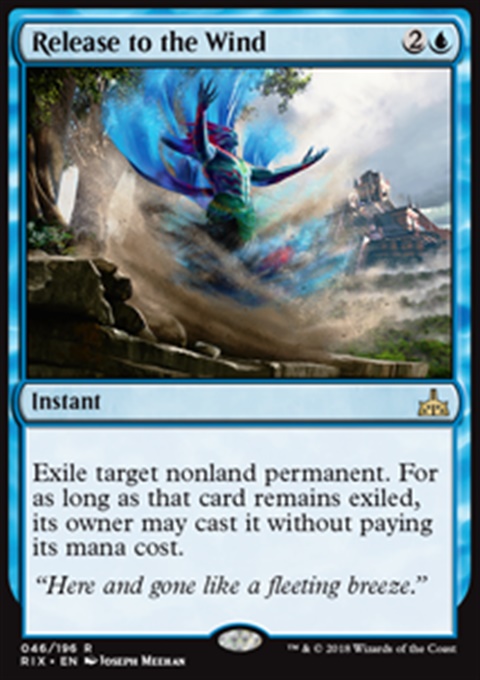 Release to the Wind 2
Instant
Exile target nonland permanent. For
as long as that card remains exiled,
its owner may cast it without paying
its mana cost.
“Here and gone like a fleeting breeze.”
046/196 R
RIX • EN Joseph Meehan
™ & © 2018 Wizards of the Coast